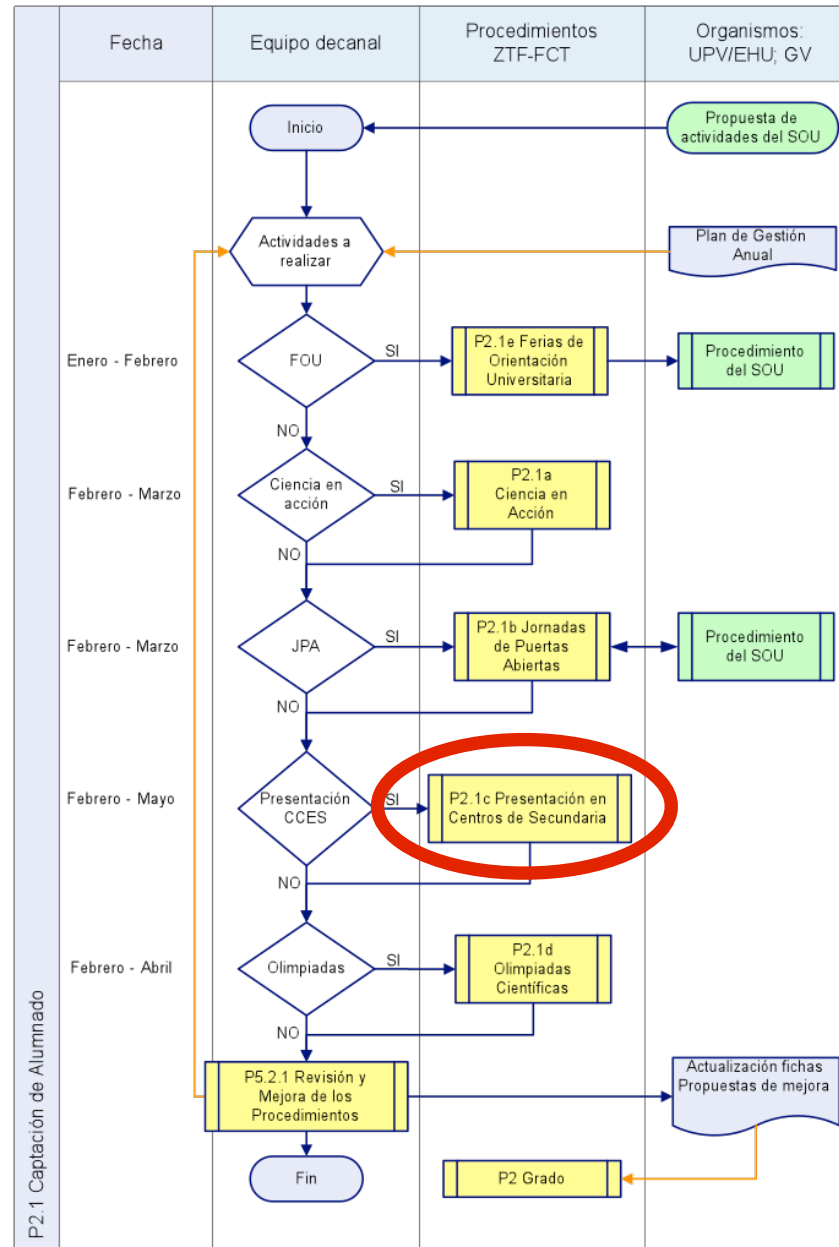 Fecha
Equipo decanal
Procedimientos
ZTF-FCT
Organismos:
UPV/EHU; GV
Inicio
Propuesta de
actividades del SOU
Actividades a
realizar
Plan de Gestión
Anual
Enero - Febrero
FOU
SI
P2.1e Ferias de
Orientación
Universitaria
Procedimiento
del SOU
NO
Febrero - Marzo
Ciencia en
acción
SI
P2.1a
Ciencia en
Acción
NO
Febrero - Marzo
JPA
SI
P2.1b Jornadas
de Puertas
Abiertas
Procedimiento
del SOU
NO
Febrero - Mayo
Presentación
CCES
SI
P2.1c Presentación en
Centros de Secundaria
NO
Febrero - Abril
Olimpiadas
SI
P2.1d
Olimpiadas
Científicas
NO
P5.2.1 Revisión y
Mejora de los
Procedimientos
Actualización fichas
Propuestas de mejora
Fin
P2 Grado
P2.1 Captación de Alumnado